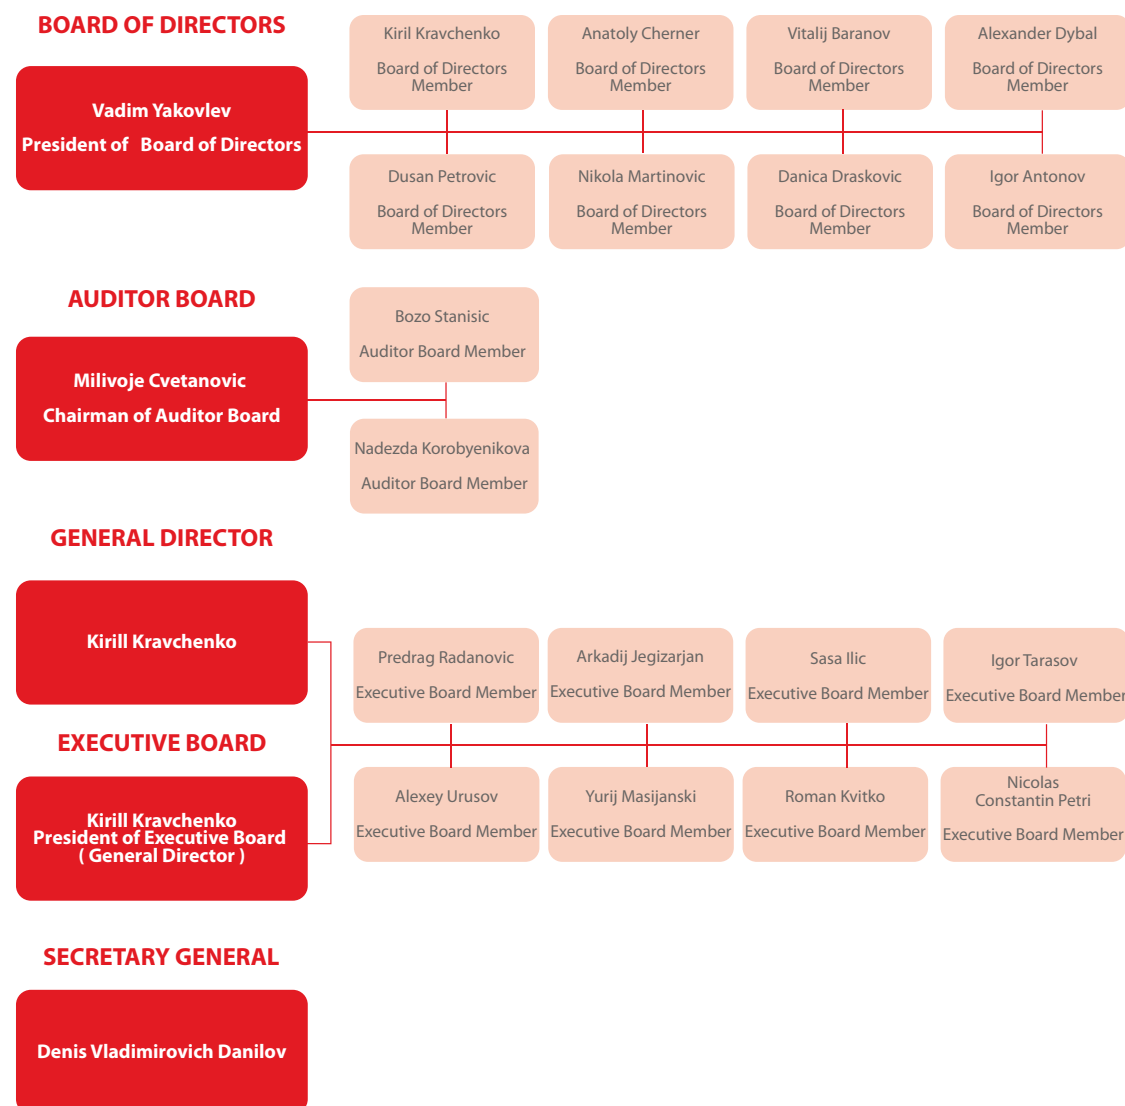 BOARD OF DIRECTORS
Vadim Yakovlev
President of Board of Directors
Kiril Kravchenko
Board of Directors
Member
Anatoly Cherner
Board of Directors
Member
Vitalij Baranov
Board of Directors
Member
Alexander Dybal
Board of Directors
Member
Dusan Petrovic
Board of Directors
Member
Nikola Martinovic
Board of Directors
Member
Danica Draskovic
Board of Directors
Member
Igor Antonov
Board of Directors
Member
AUDITOR BOARD
Milivoje Cvetanovic
Chairman of Auditor Board
Bozo Stanisic
Auditor Board Member
Nadezda Korobyenikova
Auditor Board Member
GENERAL DIRECTOR
Kirill Kravchenko
EXECUTIVE BOARD
Kirill Kravchenko
President of Executive Board
( General Director )
Predrag Radanovic
Executive Board Member
Arkadij Jegizarjan
Executive Board Member
Sasa Ilic
Executive Board Member
Igor Tarasov
Executive Board Member
Alexey Urusov
Executive Board Member
Yurij Masijanski
Executive Board Member
Roman Kvitko
Executive Board Member
Nicolas
Constantin Petri
Executive Board Member
SECRETARY GENERAL
Denis Vladimirovich Danilov